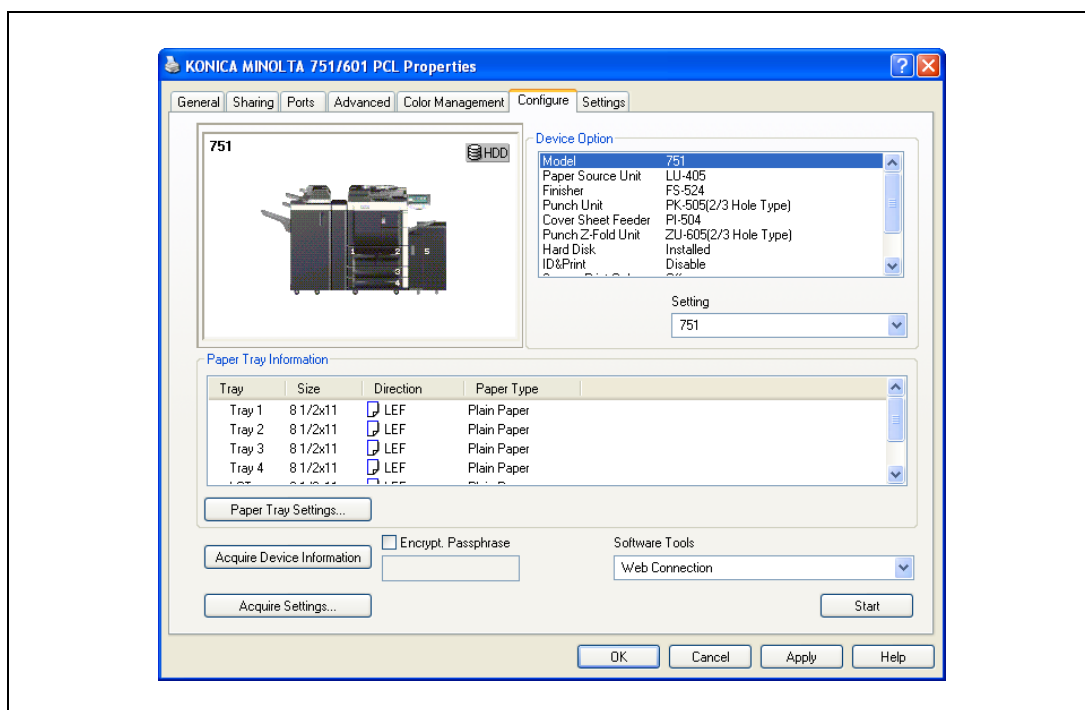 KONICA MINOLTA 751/601 PCL Properties
General Sharing Ports Advanced Color Management Configure Settings
751
HDD
1 2 5
3
4
Device Option
Model 751
Paper Source Unit LU-405
Finisher FS-524
Punch Unit PK-505(2/3 Hole Type)
Cover Sheet Feeder PI-504
Punch Z-Fold Unit ZU-605(2/3 Hole Type)
Hard Disk Installed
ID&Print Disable
Setting
751
Paper Tray Information
Tray Size Direction Paper Type
Tray 1 8 1/2x11 LEF Plain Paper
Tray 2 8 1/2x11 LEF Plain Paper
Tray 3 8 1/2x11 LEF Plain Paper
Tray 4 8 1/2x11 LEF Plain Paper
Paper Tray Settings...
Acquire Device Information
Encrypt. Passphrase
Software Tools
Web Connection
Acquire Settings...
Start
OK Cancel Apply Help